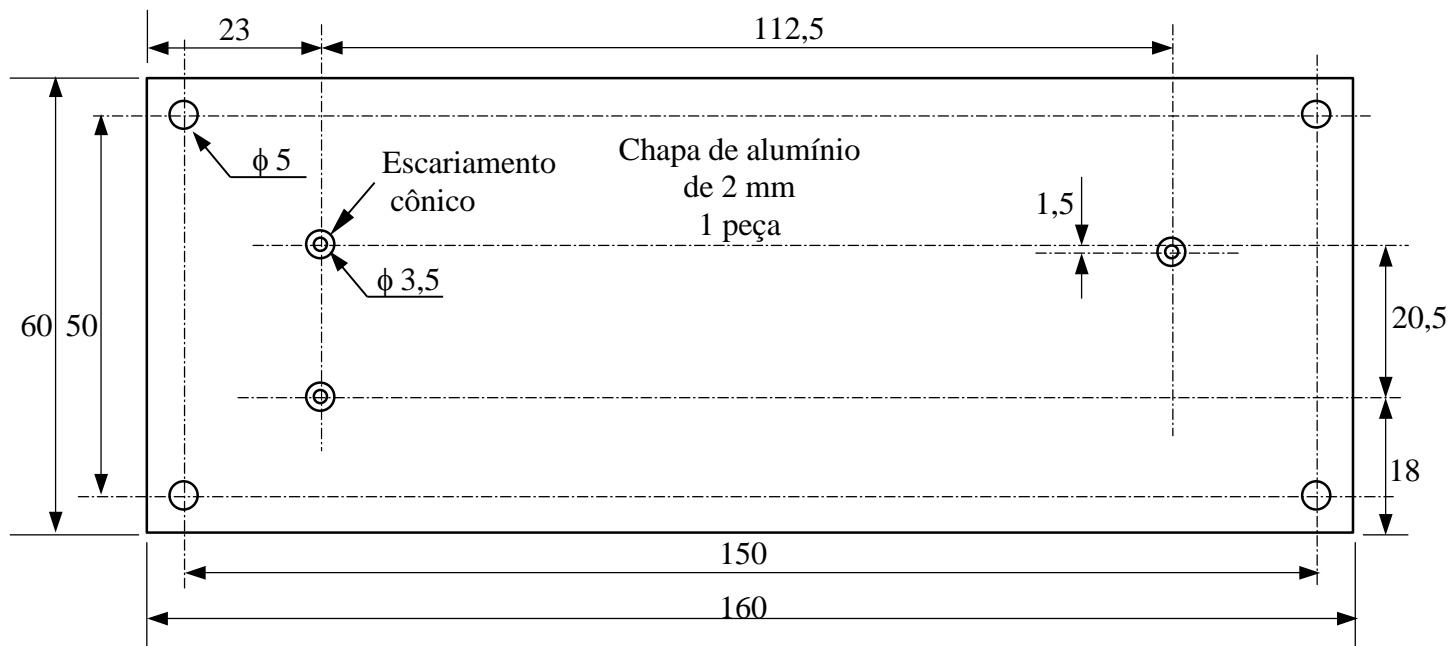 23
112,5
ϕ 5
Escariamento
cônico
Chapa de alumínio
de 2 mm
1 peça
1,5
ϕ 3,5
60
50
20,5
18
150
160